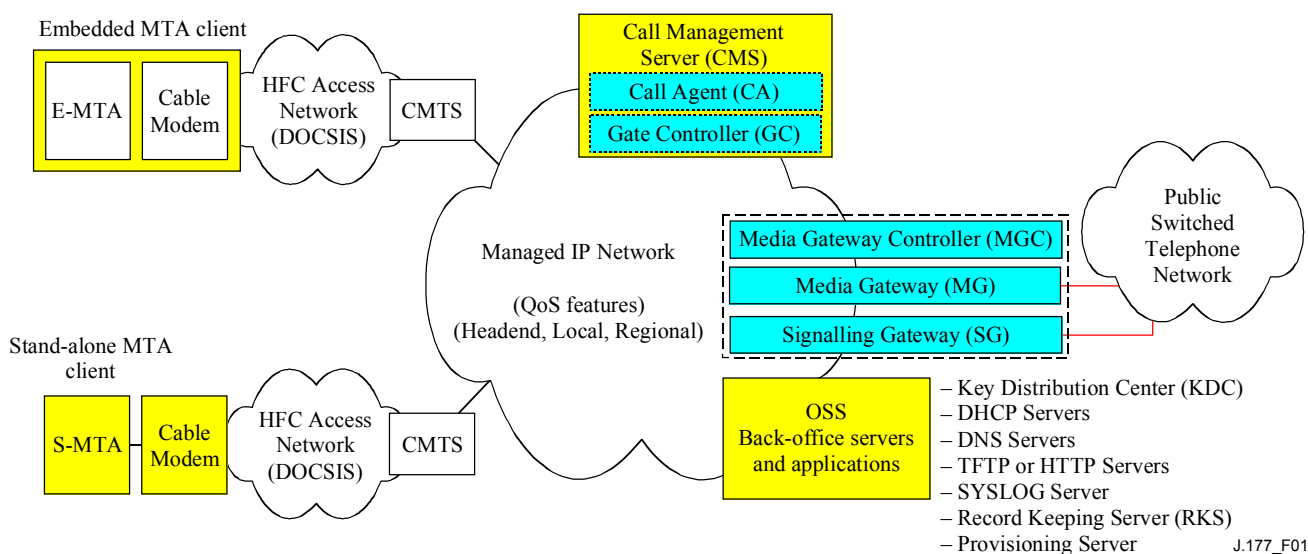 Embedded MTA client
E-MTA
Cable
Modem
HFC Access
Network
(DOCSIS)
CMTS
Call Management
Server (CMS)
Call Agent (CA)
Gate Controller (GC)
Managed IP Network
(QoS features)
(Headend, Local, Regional)
Media Gateway Controller (MGC)
Media Gateway (MG)
Signalling Gateway (SG)
Public
Switched
Telephone
Network
Stand-alone MTA
client
S-MTA
Cable
Modem
HFC Access
Network
(DOCSIS)
CMTS
OSS
Back-office servers
and applications
– Key Distribution Center (KDC)
– DHCP Servers
– DNS Servers
– TFTP or HTTP Servers
– SYSLOG Server
– Record Keeping Server (RKS)
– Provisioning Server
J.177_F01